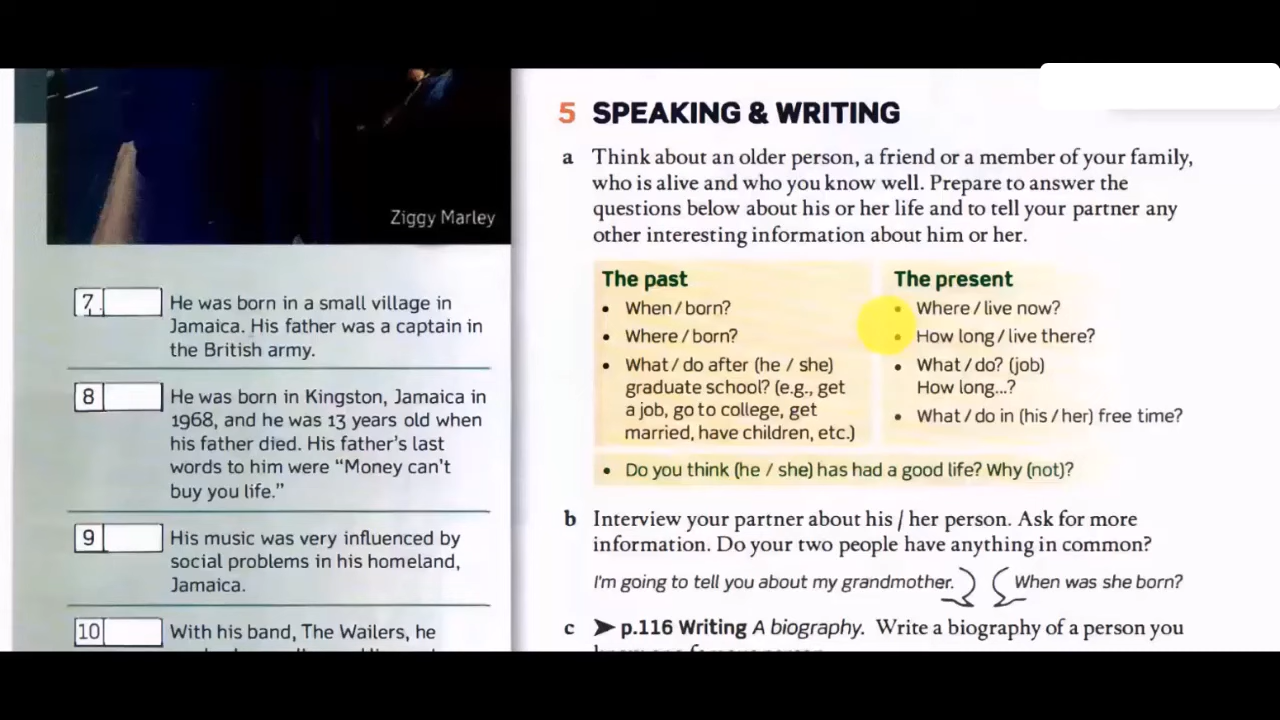 Ziggy Marley
7 He was born in a small village in
Jamaica. His father was a captain in
the British army.
8 He was born in Kingston, Jamaica in
1968, and he was 13 years old when
his father died. His father's last
words to him were “Money can't
buy you life.”
9 His music was very influenced by
social problems in his homeland,
Jamaica.
10 With his band, The Wailers, he
5 SPEAKING & WRITING
a Think about an older person, a friend or a member of your family,
who is alive and who you know well. Prepare to answer the
questions below about his or her life and to tell your partner any
other interesting information about him or her.
The past
• When / born?
• Where / born?
• What / do after (he / she)
graduate school? (e.g., get
a job, go to college, get
married, have children, etc.)
The present
• Where / live now?
• How long / live there?
• What / do? (job)
How long...?
• What / do in (his / her) free time?
• Do you think (he / she) has had a good life? Why (not)?
b Interview your partner about his / her person. Ask for more
information. Do your two people have anything in common?
I'm going to tell you about my grandmother. When was she born?
c ➤ p.116 Writing A biography. Write a biography of a person you